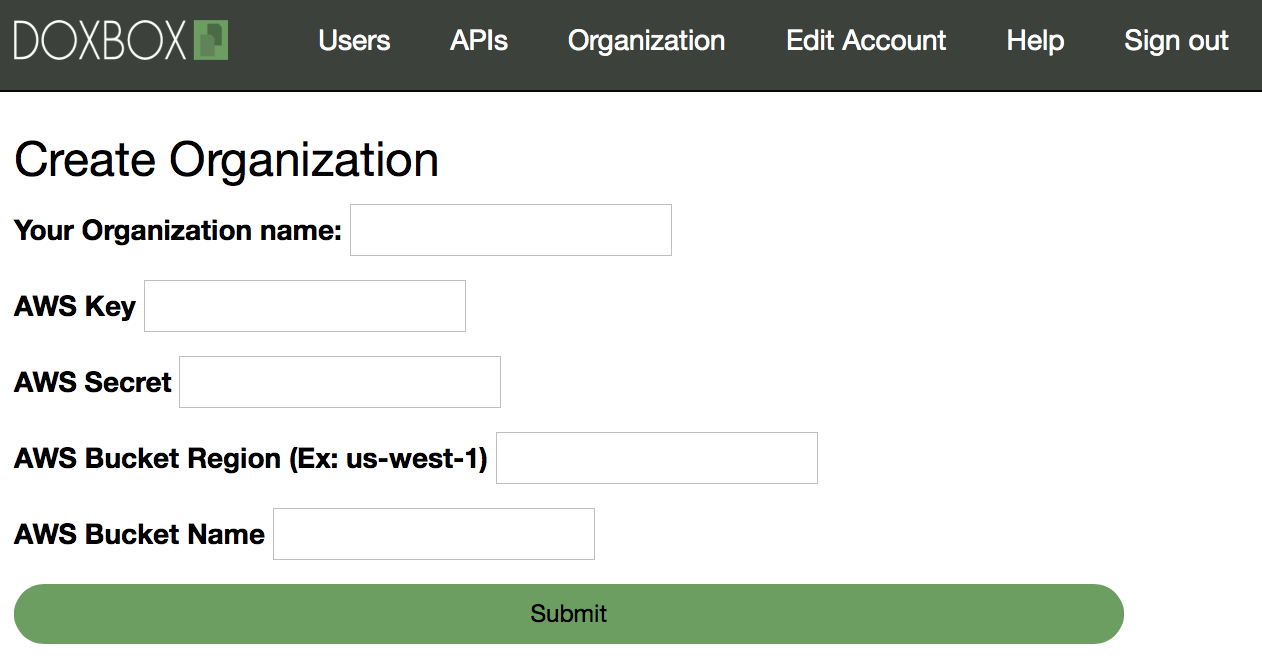 DOXBOX Users APIs Organization Edit Account Help Sign out
Create Organization
Your Organization name:
AWS Key
AWS Secret
AWS Bucket Region (Ex: us-west-1)
AWS Bucket Name
Submit